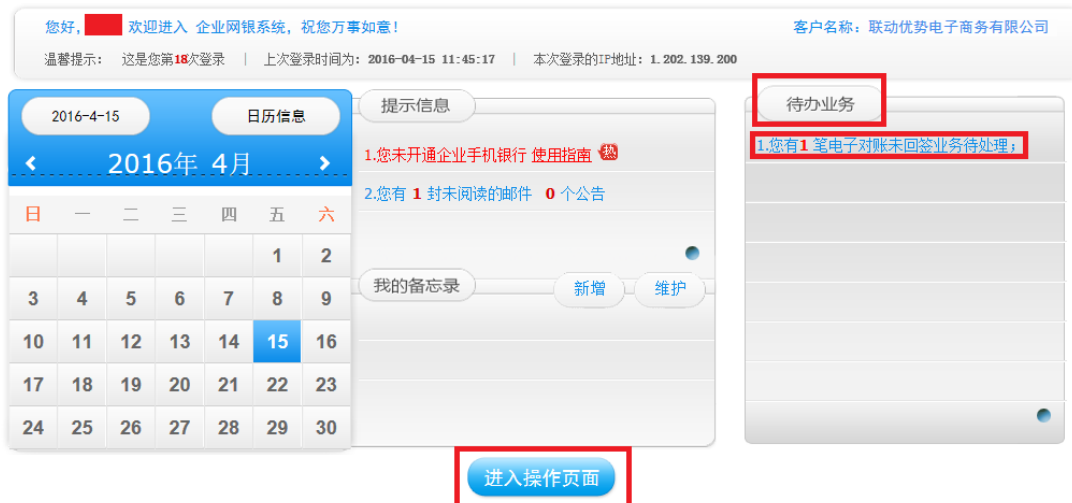 您好， 欢迎进入 企业网银系统，祝您万事如意！ 客户名称：联动优势电子商务有限公司
温馨提示： 这是您第18次登录 | 上次登录时间为：2016-04-15 11:45:17 | 本次登录的IP地址：1.202.139.200
2016-4-15 日历信息
2016年 4月
日 一 二 三 四 五 六
1 2
3 4 5 6 7 8 9
10 11 12 13 14 15 16
17 18 19 20 21 22 23
24 25 26 27 28 29 30
提示信息
1.您未开通企业手机银行 使用指南 热
2.您有 1 封未阅读的邮件 0 个公告
我的备忘录 新增 维护
待办业务
1.您有1 笔电子对账未回签业务待处理；
进入操作页面